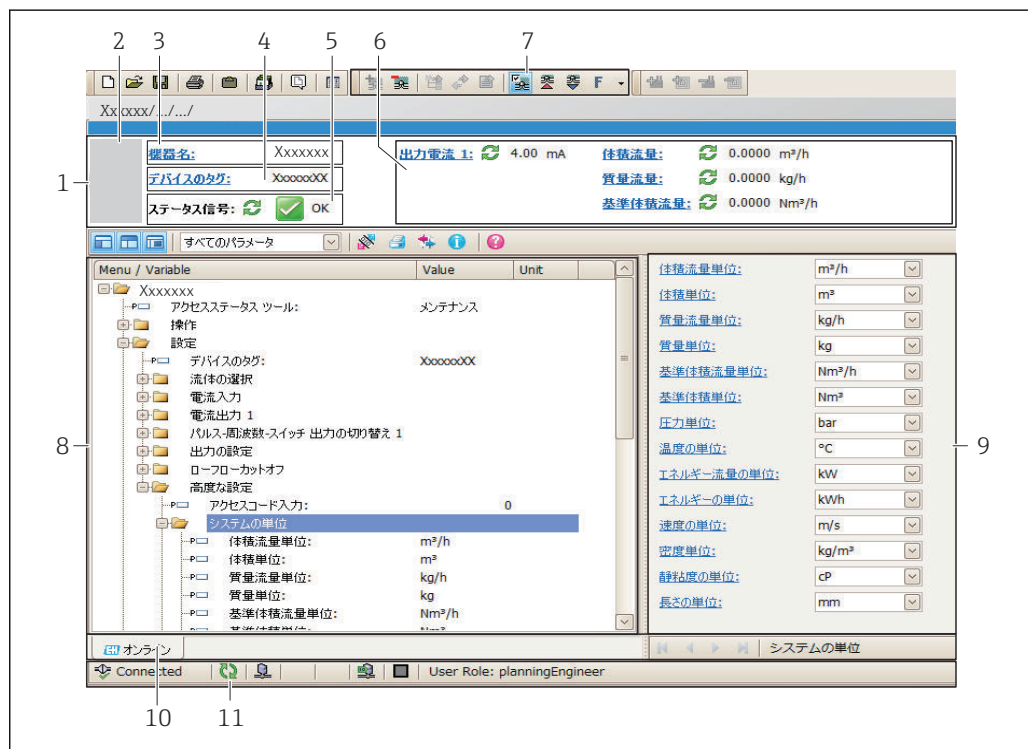 2 3 4 5 6 7
F
Xxxxxx/.../.../
1
機器名: Xxxxxxx
デバイスのタグ: XxxxxxXX
ステータス信号: OK
出力電流 1: 4.00 mA
体積流量: 0.0000 m³/h
質量流量: 0.0000 kg/h
基準体積流量: 0.0000 Nm³/h
すべてのパラメータ
Menu / Variable Value Unit
Xxxxxxx
アクセスステータス ツール: メンテナンス
操作
設定
デバイスのタグ: XxxxxxXX
流体の選択
電流入力
電流出力 1
パルス-周波数-スイッチ 出力の切り替え 1
8
出力の設定
ローフローカットオフ
高度な設定
アクセスコード入力: 0
システムの単位
体積流量単位: m³/h
体積単位: m³
質量流量単位: kg/h
質量単位: kg
基準体積流量単位: Nm³/h
体積流量単位: m³/h
体積単位: m³
質量流量単位: kg/h
質量単位: kg
基準体積流量単位: Nm³/h
基準体積単位: Nm³
圧力単位: bar
温度の単位: °C
9
エネルギー流量の単位: kW
エネルギーの単位: kWh
速度の単位: m/s
密度単位: kg/m³
静粘度の単位: cP
長さの単位: mm
オンライン
システムの単位
Connected
User Role: planningEngineer
10 11